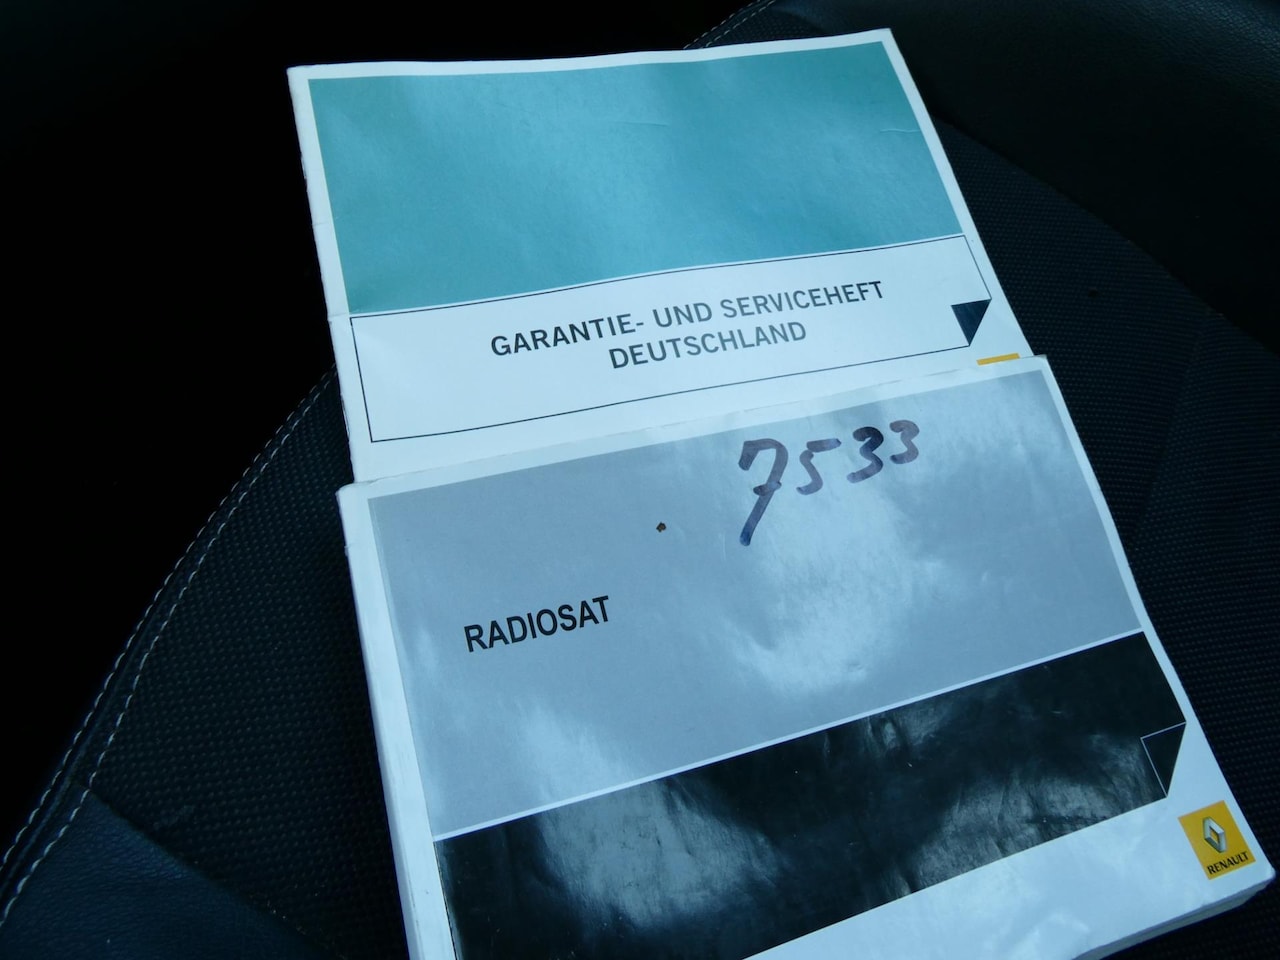 GARANTIE- UND SERVICEHEFT
DEUTSCHLAND
7533
RADIOSAT
RENAULT